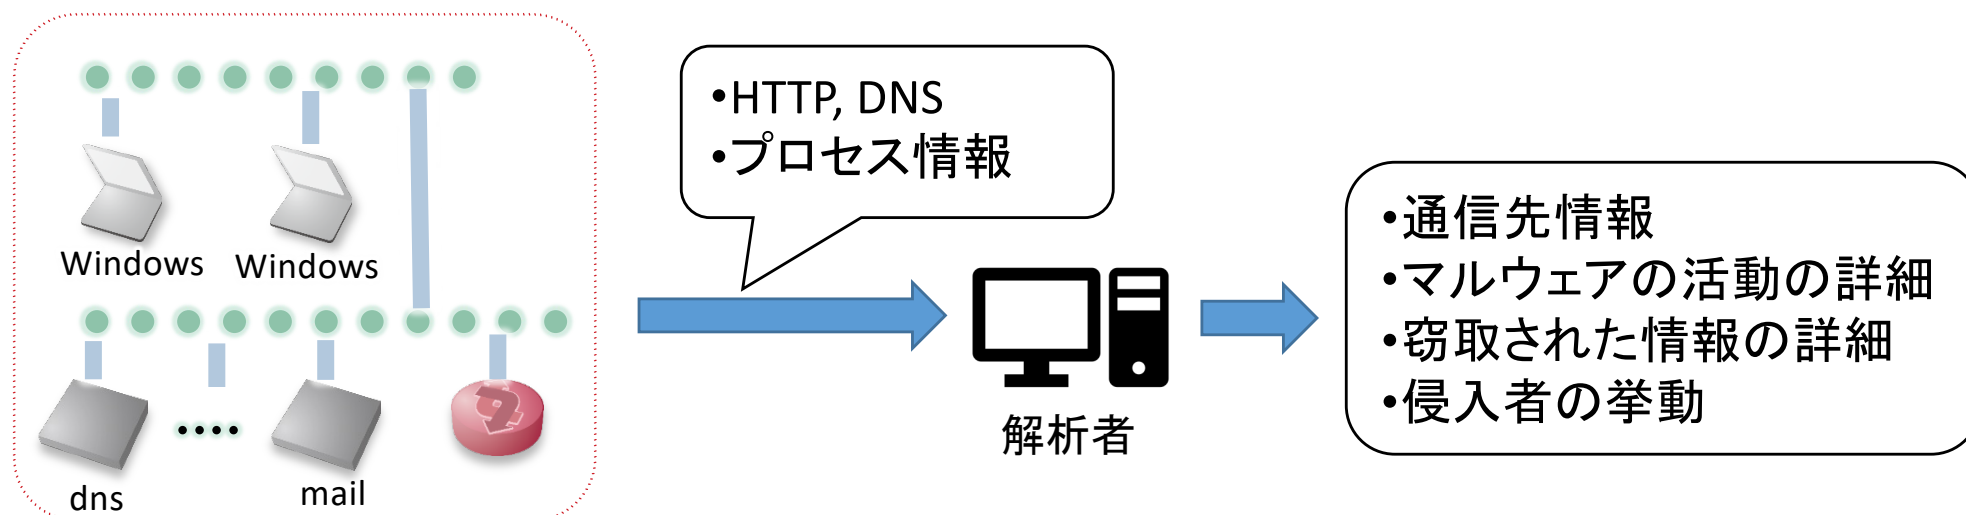 •HTTP, DNS
•プロセス情報
Windows
Windows
dns
....
mail
解析者
•通信先情報
•マルウェアの活動の詳細
•窃取された情報の詳細
•侵入者の挙動